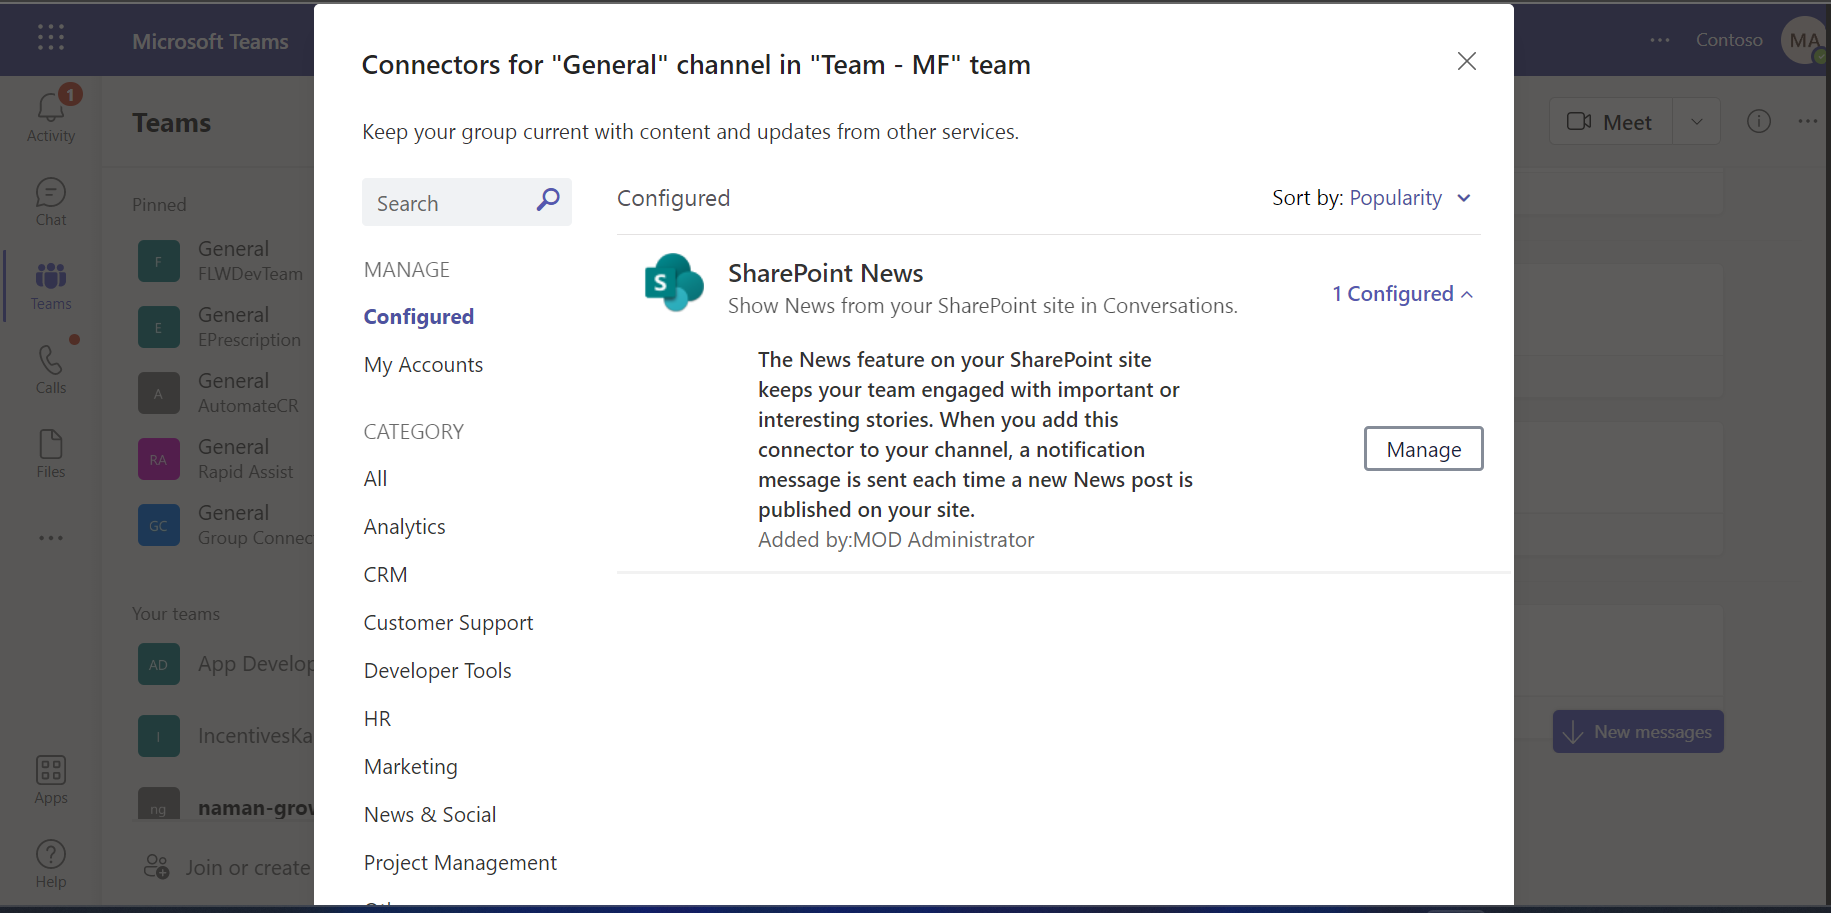 Microsoft Teams
Contoso
MA
1
Activity
Chat
Teams
Calls
Files
Apps
Help
Teams
Pinned
F
General
FLWDevTeam
E
General
EPrescription
A
General
AutomateCR
RA
General
Rapid Assist
GC
General
Group Connec
Your teams
AD
App Develop
I
IncentivesKa
ng
naman-grow
Join or create
Connectors for "General" channel in "Team - MF" team
Keep your group current with content and updates from other services.
Search
MANAGE
Configured
My Accounts
CATEGORY
All
Analytics
CRM
Customer Support
Developer Tools
HR
Marketing
News & Social
Project Management
Configured
Sort by: Popularity
S
SharePoint News
Show News from your SharePoint site in Conversations.
1 Configured
The News feature on your SharePoint site
keeps your team engaged with important or
interesting stories. When you add this
connector to your channel, a notification
message is sent each time a new News post is
published on your site.
Added by:MOD Administrator
Manage
Meet
New messages